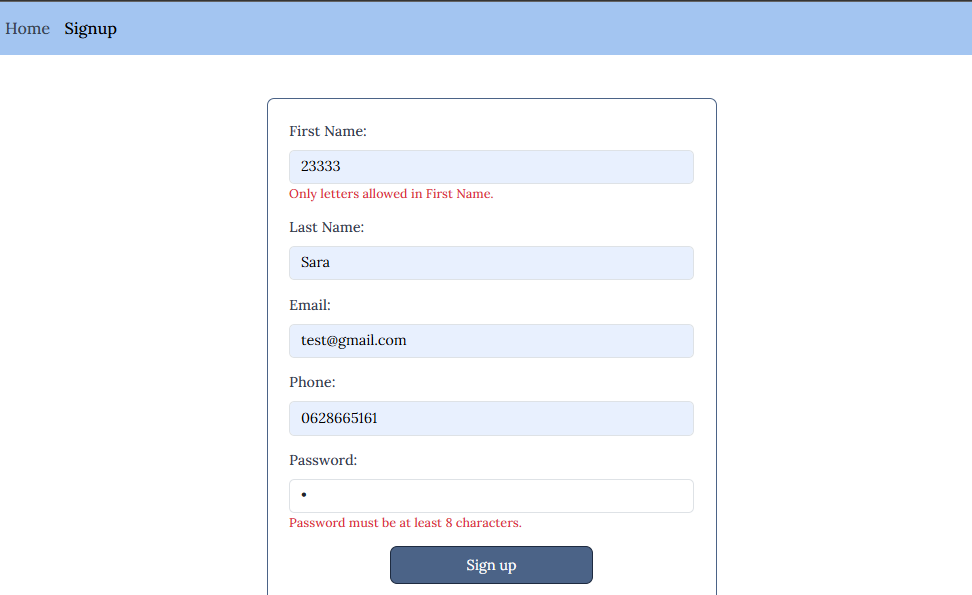 Home Signup
First Name:
23333
Only letters allowed in First Name.
Last Name:
Sara
Email:
test@gmail.com
Phone:
0628665161
Password:
•
Password must be at least 8 characters.
Sign up